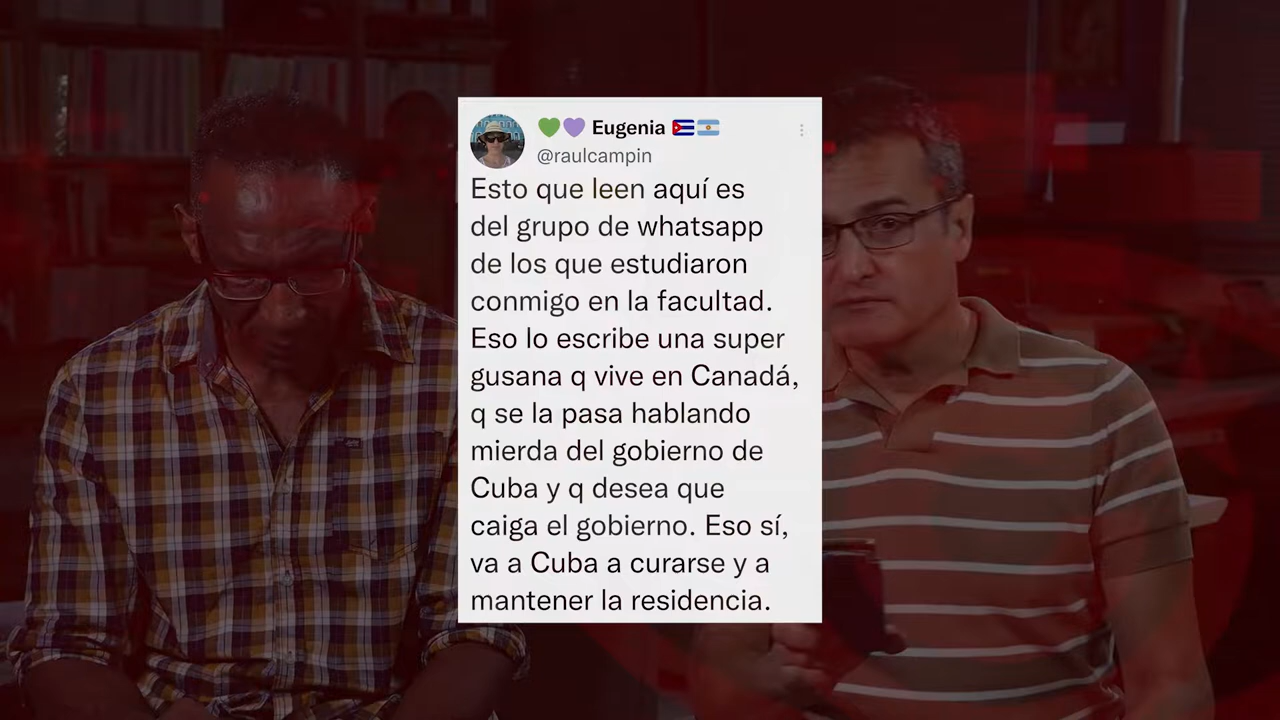 💚💜 Eugenia 🇨🇺🇦🇷
@raulcampin
Esto que leen aquí es
del grupo de whatsapp
de los que estudiaron
conmigo en la facultad.
Eso lo escribe una super
gusana q vive en Canadá,
q se la pasa hablando
mierda del gobierno de
Cuba y q desea que
caiga el gobierno. Eso sí,
va a Cuba a curarse y a
mantener la residencia.